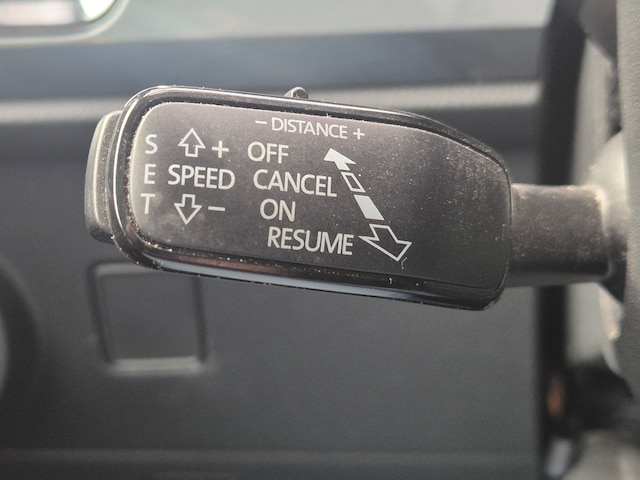 - DISTANCE +
S + OFF
E SPEED CANCEL
T - ON
RESUME